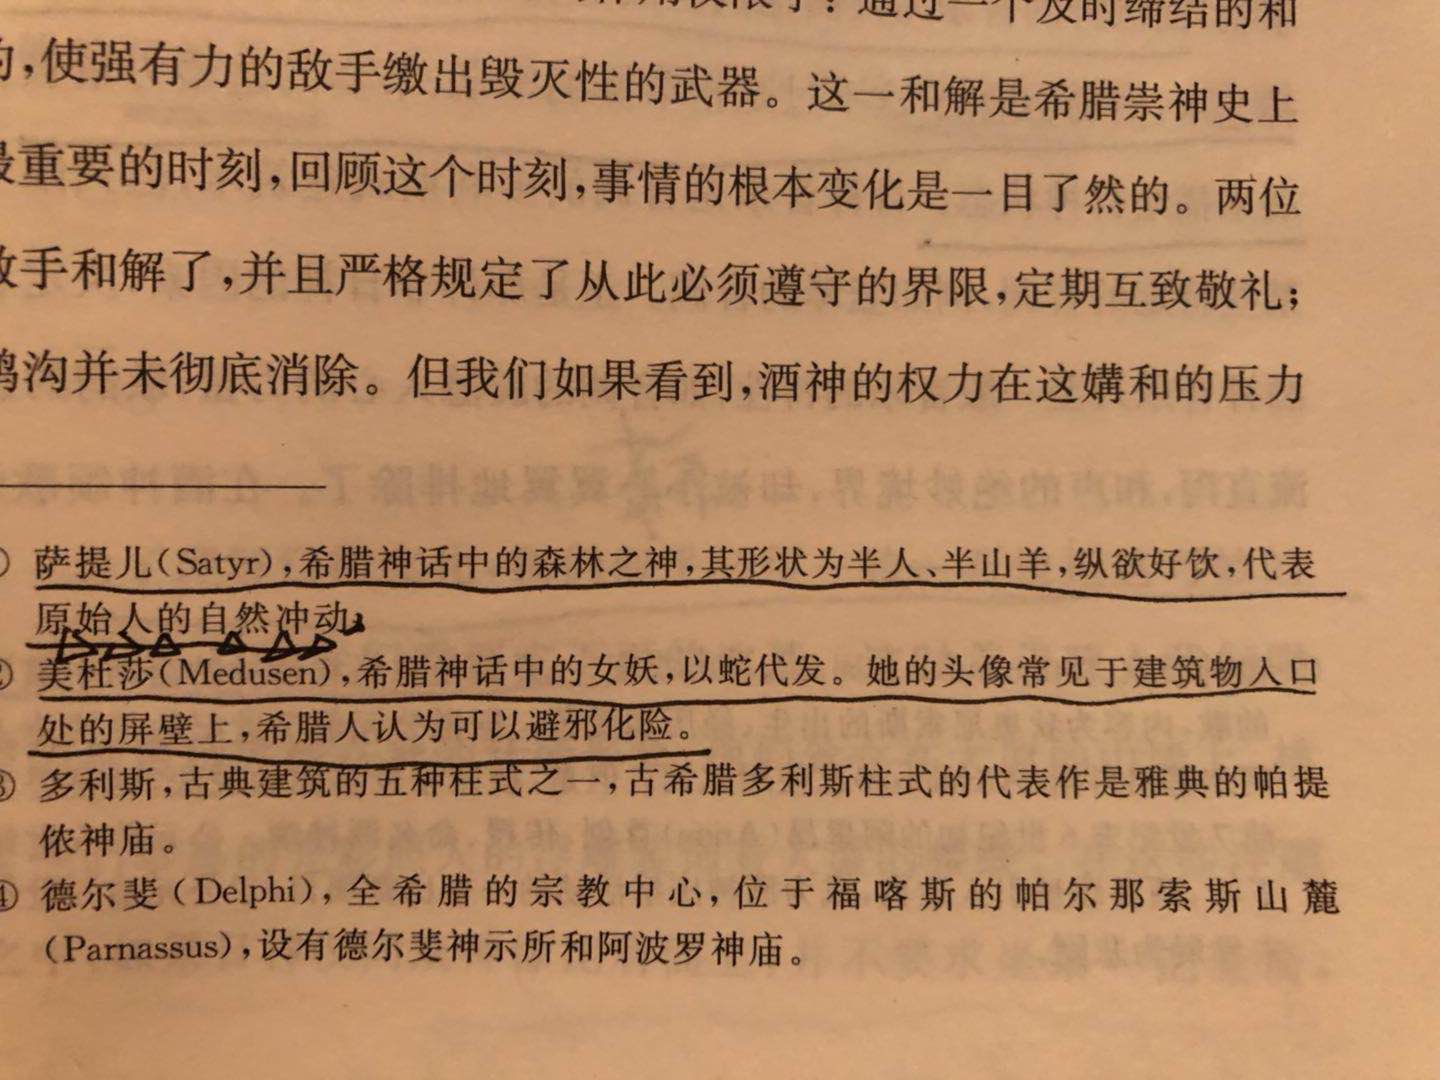 通过一个及时缔结的和
,使强有力的敌手缴出毁灭性的武器。这一和解是希腊崇神史上
最重要的时刻,回顾这个时刻,事情的根本变化是一目了然的。两位
敌手和解了,并且严格规定了从此必须遵守的界限,定期互致敬礼;
鸿沟并未彻底消除。但我们如果看到,酒神的权力在这媾和的压力
① 萨提儿(Satyr),希腊神话中的森林之神,其形状为半人、半山羊,纵欲好饮,代表
原始人的自然冲动。
② 美杜莎(Medusen),希腊神话中的女妖,以蛇代发。她的头像常见于建筑物入口
处的屏壁上,希腊人认为可以避邪化险。
③ 多利斯,古典建筑的五种柱式之一,古希腊多利斯柱式的代表作是雅典的帕提
侬神庙。
④ 德尔斐(Delphi),全希腊的宗教中心,位于福喀斯的帕尔那索斯山麓
(Parnassus),设有德尔斐神示所和阿波罗神庙。